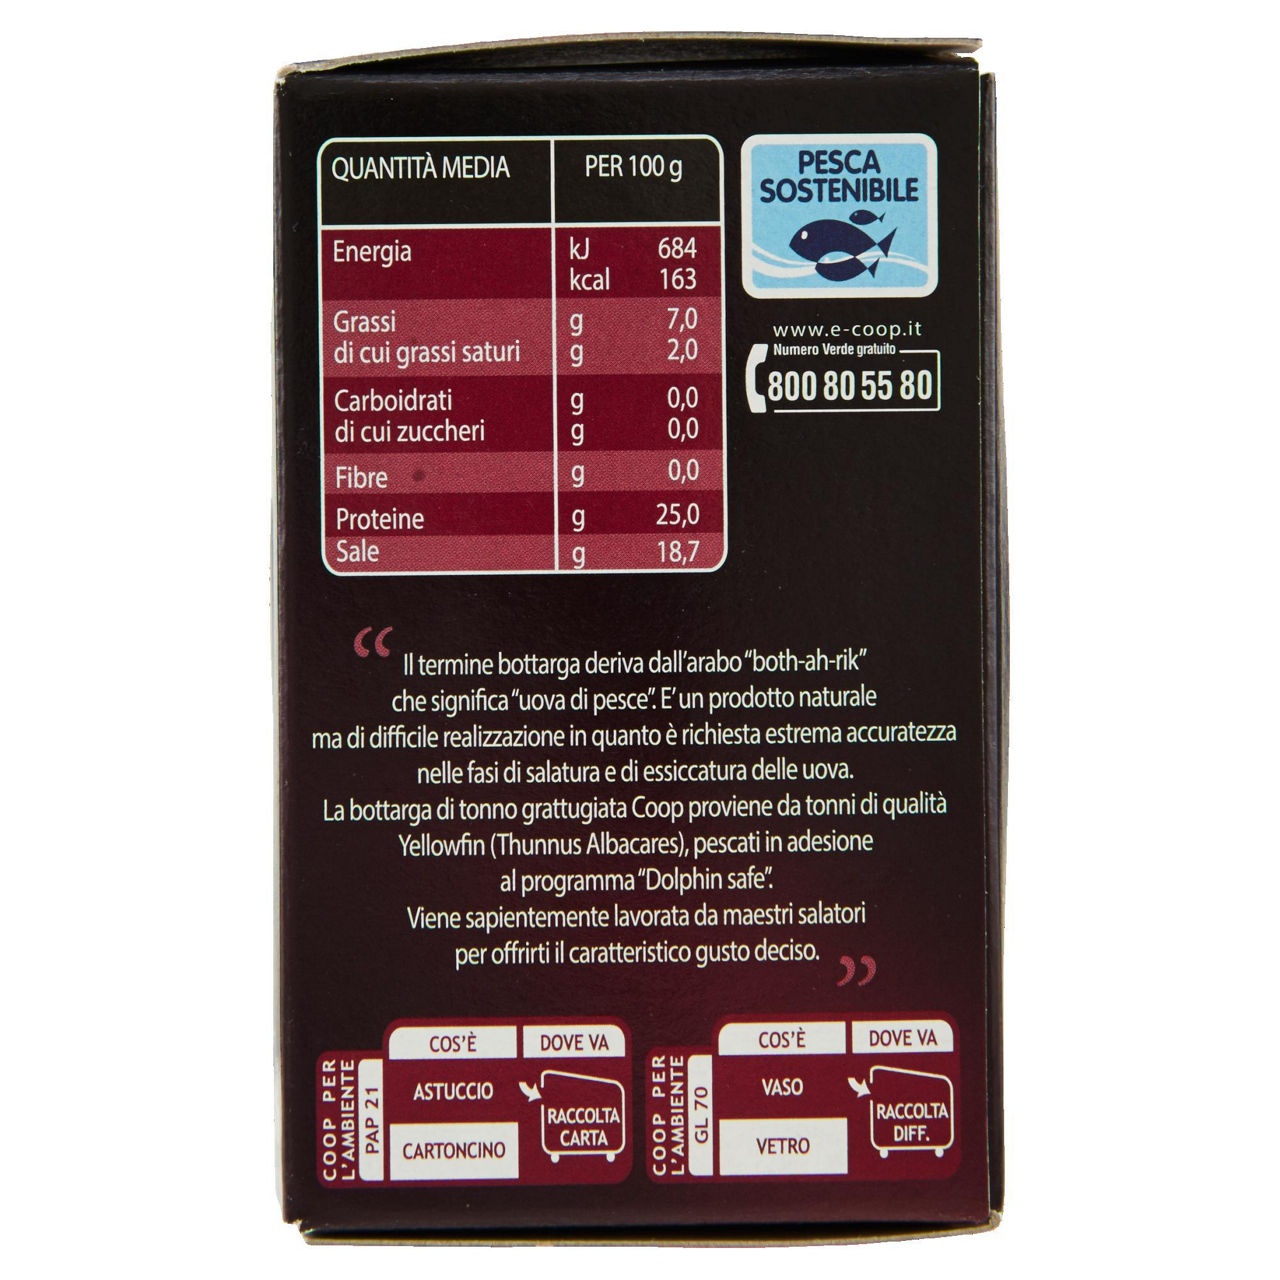 QUANTITÀ MEDIA PER 100 g
Energia kJ 684
kcal 163
Grassi g 7,0
di cui grassi saturi g 2,0
Carboidrati g 0,0
di cui zuccheri g 0,0
Fibre g 0,0
Proteine g 25,0
Sale g 18,7
PESCA
SOSTENIBILE
www.e-coop.it
Numero Verde gratuito
800 80 55 80
“ Il termine bottarga deriva dall'arabo “both-ah-rik”
che significa “uova di pesce”. E' un prodotto naturale
ma di difficile realizzazione in quanto è richiesta estrema accuratezza
nelle fasi di salatura e di essiccatura delle uova.
La bottarga di tonno grattugiata Coop proviene da tonni di qualità
Yellowfin (Thunnus Albacares), pescati in adesione
al programma “Dolphin safe”.
Viene sapientemente lavorata da maestri salatori
per offrirti il caratteristico gusto deciso. ”
COOP PER
L'AMBIENTE
PAP 21
COS'È
DOVE VA
ASTUCCIO
CARTONCINO
RACCOLTA
CARTA
COOP PER
L'AMBIENTE
GL 70
COS'È
DOVE VA
VASO
VETRO
RACCOLTA
DIFF.